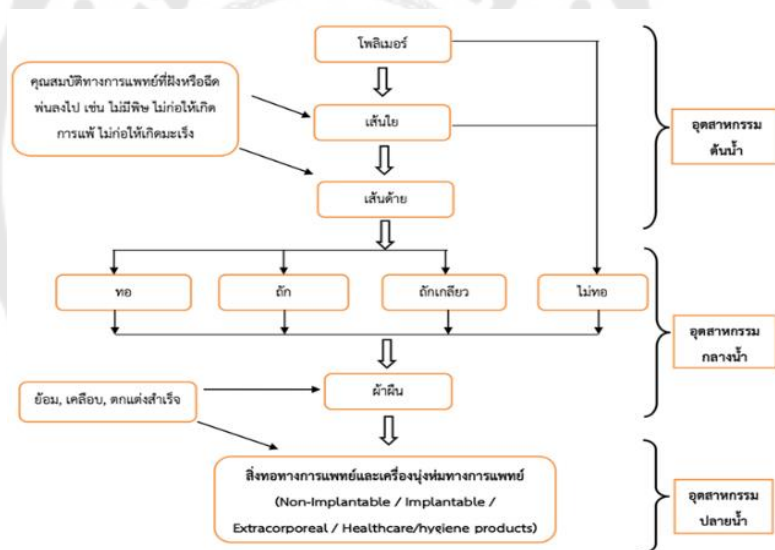 โพลิเมอร์
คุณสมบัติทางการแพทย์ที่ฝังหรือฉีด
พ่นลงไป เช่น ไม่มีพิษ ไม่ก่อให้เกิด
การแพ้ ไม่ก่อให้เกิดมะเร็ง
เส้นใย
อุตสาหกรรม
ต้นน้ำ
เส้นด้าย
ทอ
ถัก
ถักเกลียว
ไม่ทอ
อุตสาหกรรม
กลางน้ำ
ผ้าผืน
ย้อม, เคลือบ, ตกแต่งสำเร็จ
สิ่งทอทางการแพทย์และเครื่องนุ่งห่มทางการแพทย์
(Non-Implantable / Implantable /
Extracorporeal / Healthcare/hygiene products)
อุตสาหกรรม
ปลายน้ำ